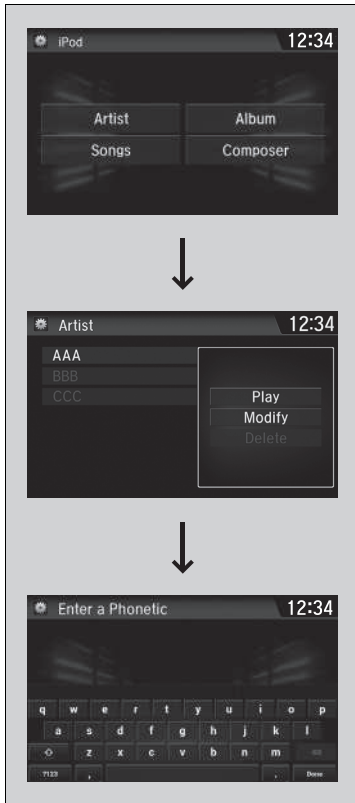 iPod 12:34
Artist Album
Songs Composer
Artist 12:34
AAA
BBB
CCC
Play
Modify
Delete
Enter a Phonetic 12:34
q w e r t y u i o p
a s d f g h j k l
z x c v b n m
?123 , . Done